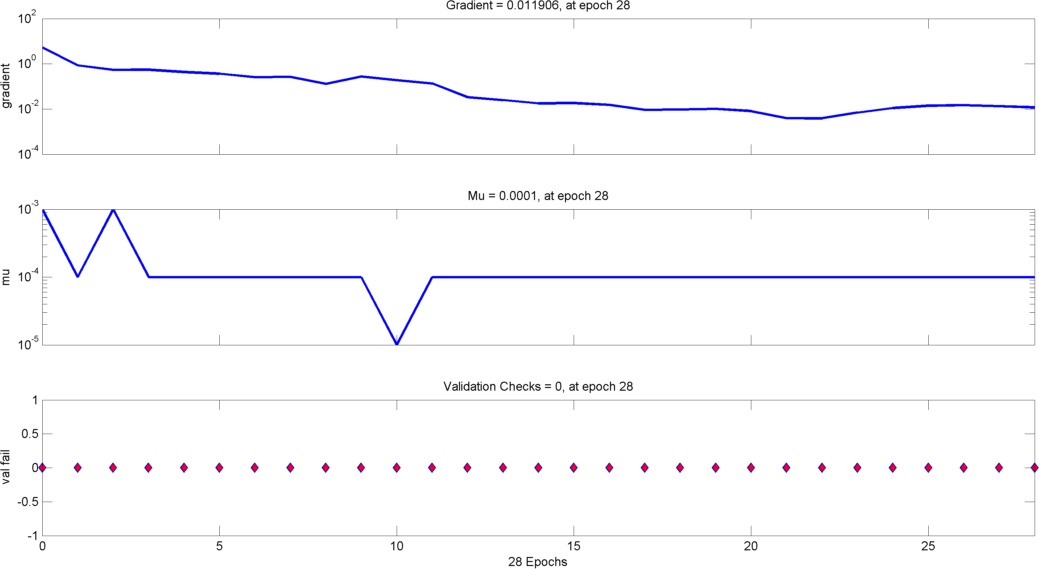 Gradient = 0.011906, at epoch 28
10^2
10^0
10^-2
10^-4
gradient
Mu = 0.0001, at epoch 28
10^-3
10^-4
10^-5
mu
Validation Checks = 0, at epoch 28
1
0.5
0
-0.5
-1
val fail
0 5 10 15 20 25
28 Epochs